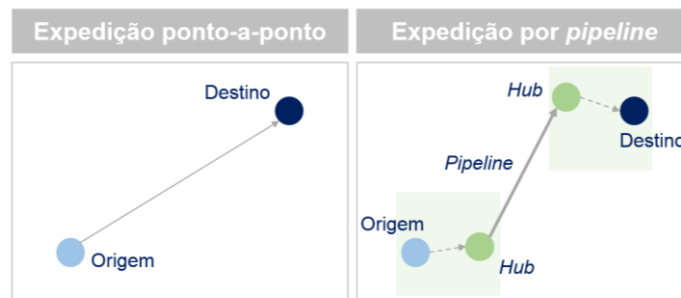 Expedição ponto-a-ponto
Destino
Origem
Expedição por pipeline
Hub
Destino
Pipeline
Origem
Hub